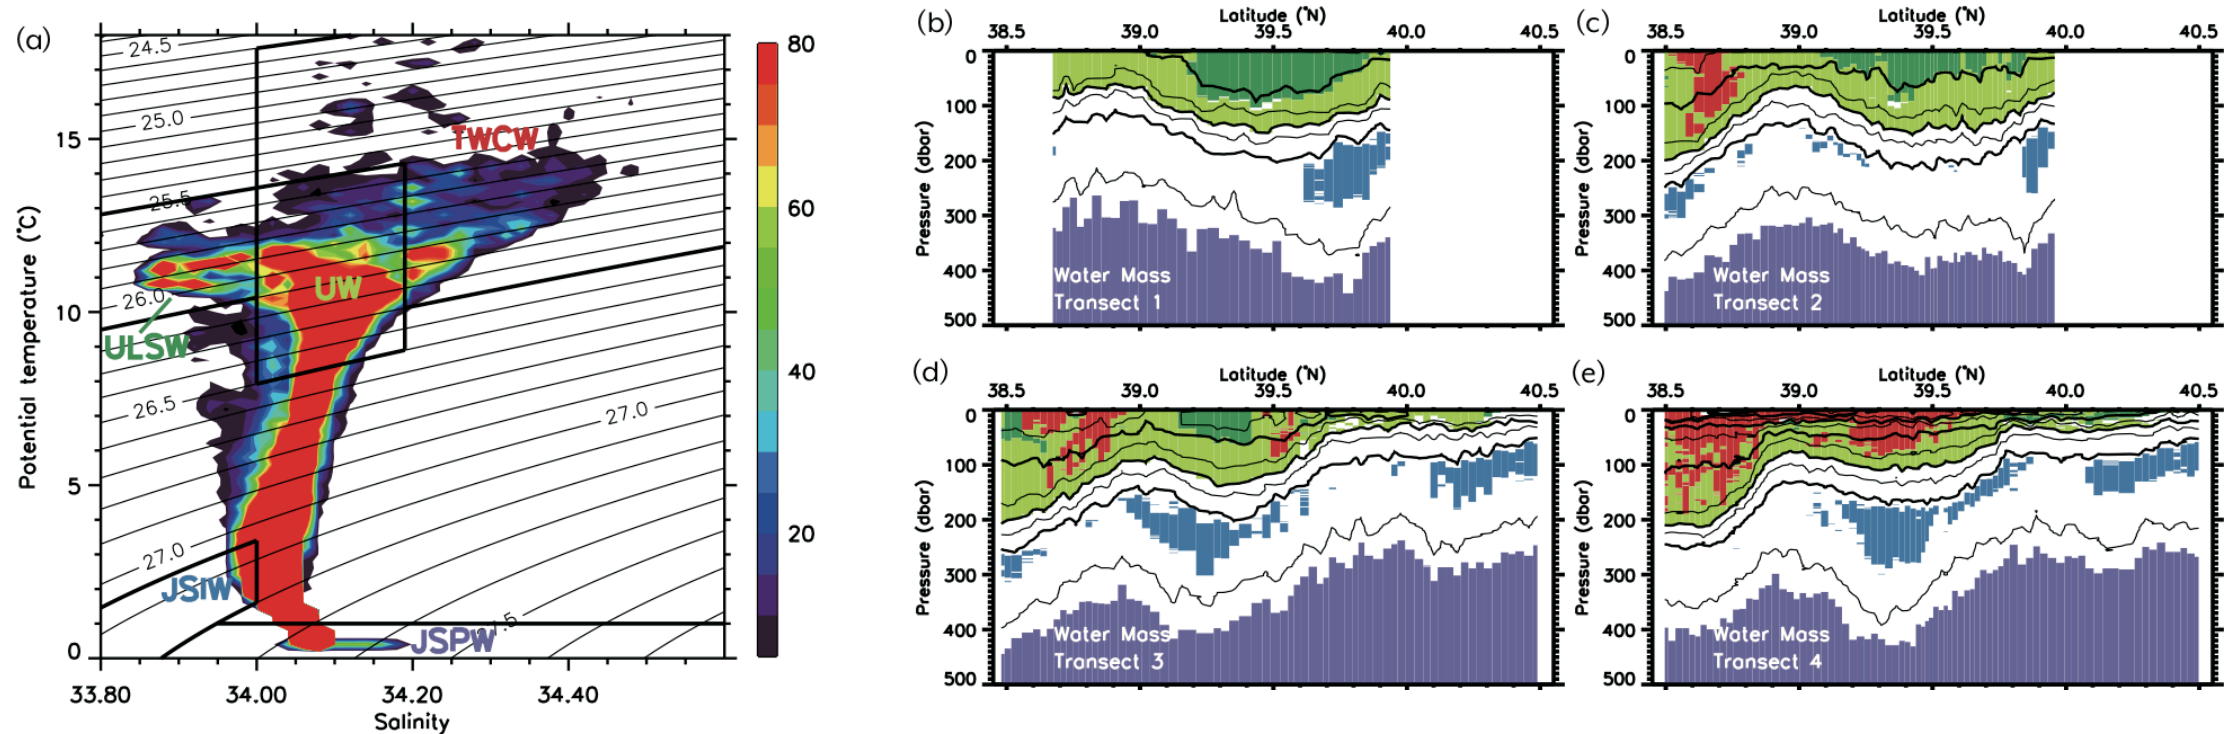 (a)
24.5
25.0
25.5
26.0
26.5
27.0
27.0
TWCW
UW
ULSW
JSIW
JSPW
15
10
5
0
Potential temperature (°C)
33.80 34.00 34.20 34.40
Salinity
80
60
40
20
(b)
Latitude (°N)
38.5 39.0 39.5 40.0 40.5
0
100
200
300
400
500
Pressure (dbar)
Water Mass
Transect 1
(c)
Latitude (°N)
38.5 39.0 39.5 40.0 40.5
0
100
200
300
400
500
Pressure (dbar)
Water Mass
Transect 2
(d)
Latitude (°N)
38.5 39.0 39.5 40.0 40.5
0
100
200
300
400
500
Pressure (dbar)
Water Mass
Transect 3
(e)
Latitude (°N)
38.5 39.0 39.5 40.0 40.5
0
100
200
300
400
500
Pressure (dbar)
Water Mass
Transect 4